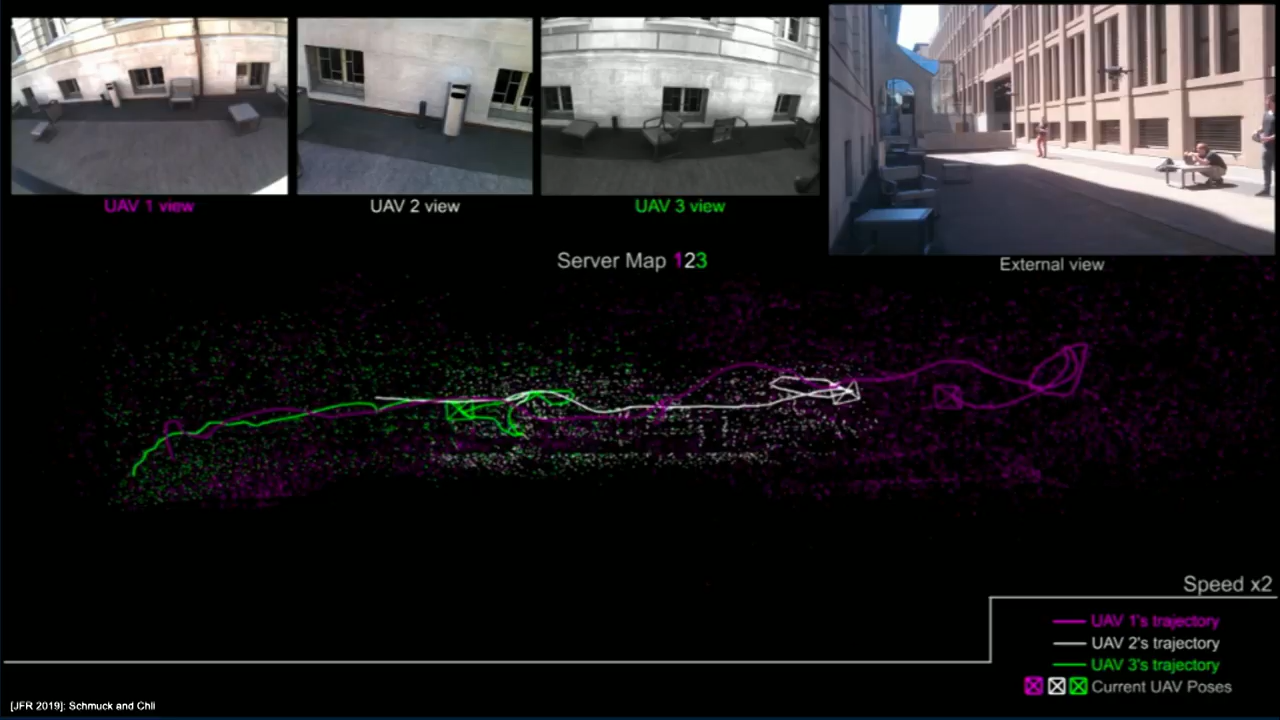 UAV 1 view
UAV 2 view
UAV 3 view
External view
Server Map 123
Speed x2
UAV 1's trajectory
UAV 2's trajectory
UAV 3's trajectory
Current UAV Poses
[JFR 2019]: Schmuck and Chli